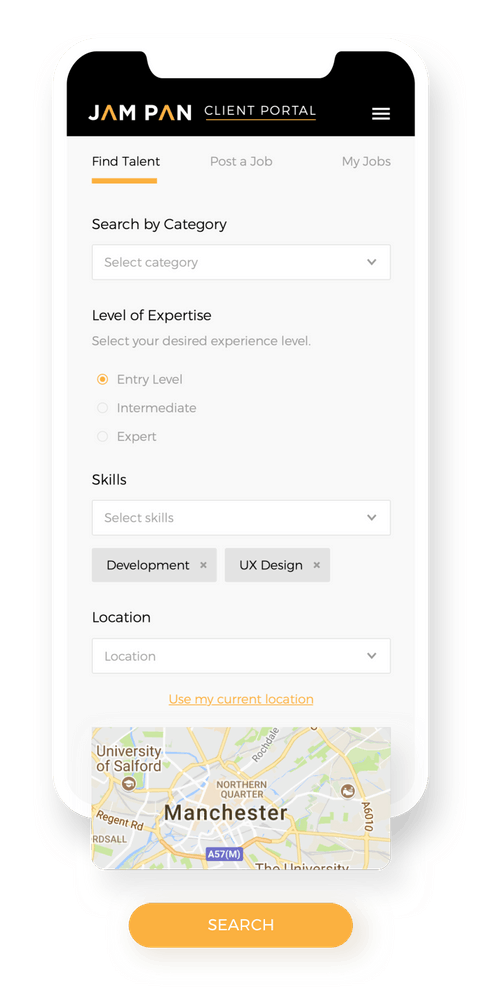 JAM PAN CLIENT PORTAL
Find Talent Post a Job My Jobs
Search by Category
Select category
Level of Expertise
Select your desired experience level.
Entry Level
Intermediate
Expert
Skills
Select skills
Development × UX Design ×
Location
Location
Use my current location
University
of Salford
Rochdale
NORTHERN
QUARTER
Manchester
Regent Rd
A6010
RDSALL
A57(M)
The University
SEARCH